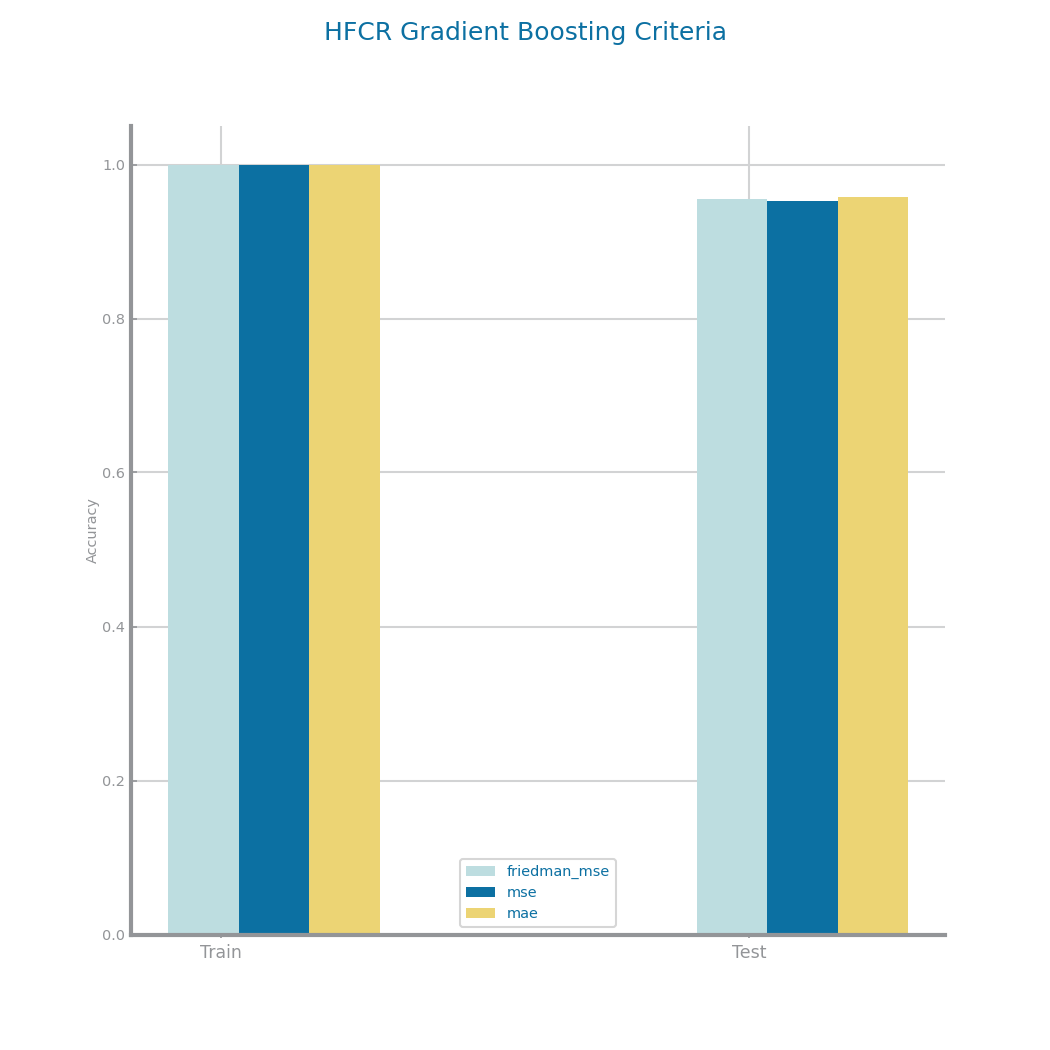 HFCR Gradient Boosting Criteria
1.0
0.8
0.6
0.4
0.2
0.0
Accuracy
friedman_mse
mse
mae
Train
Test